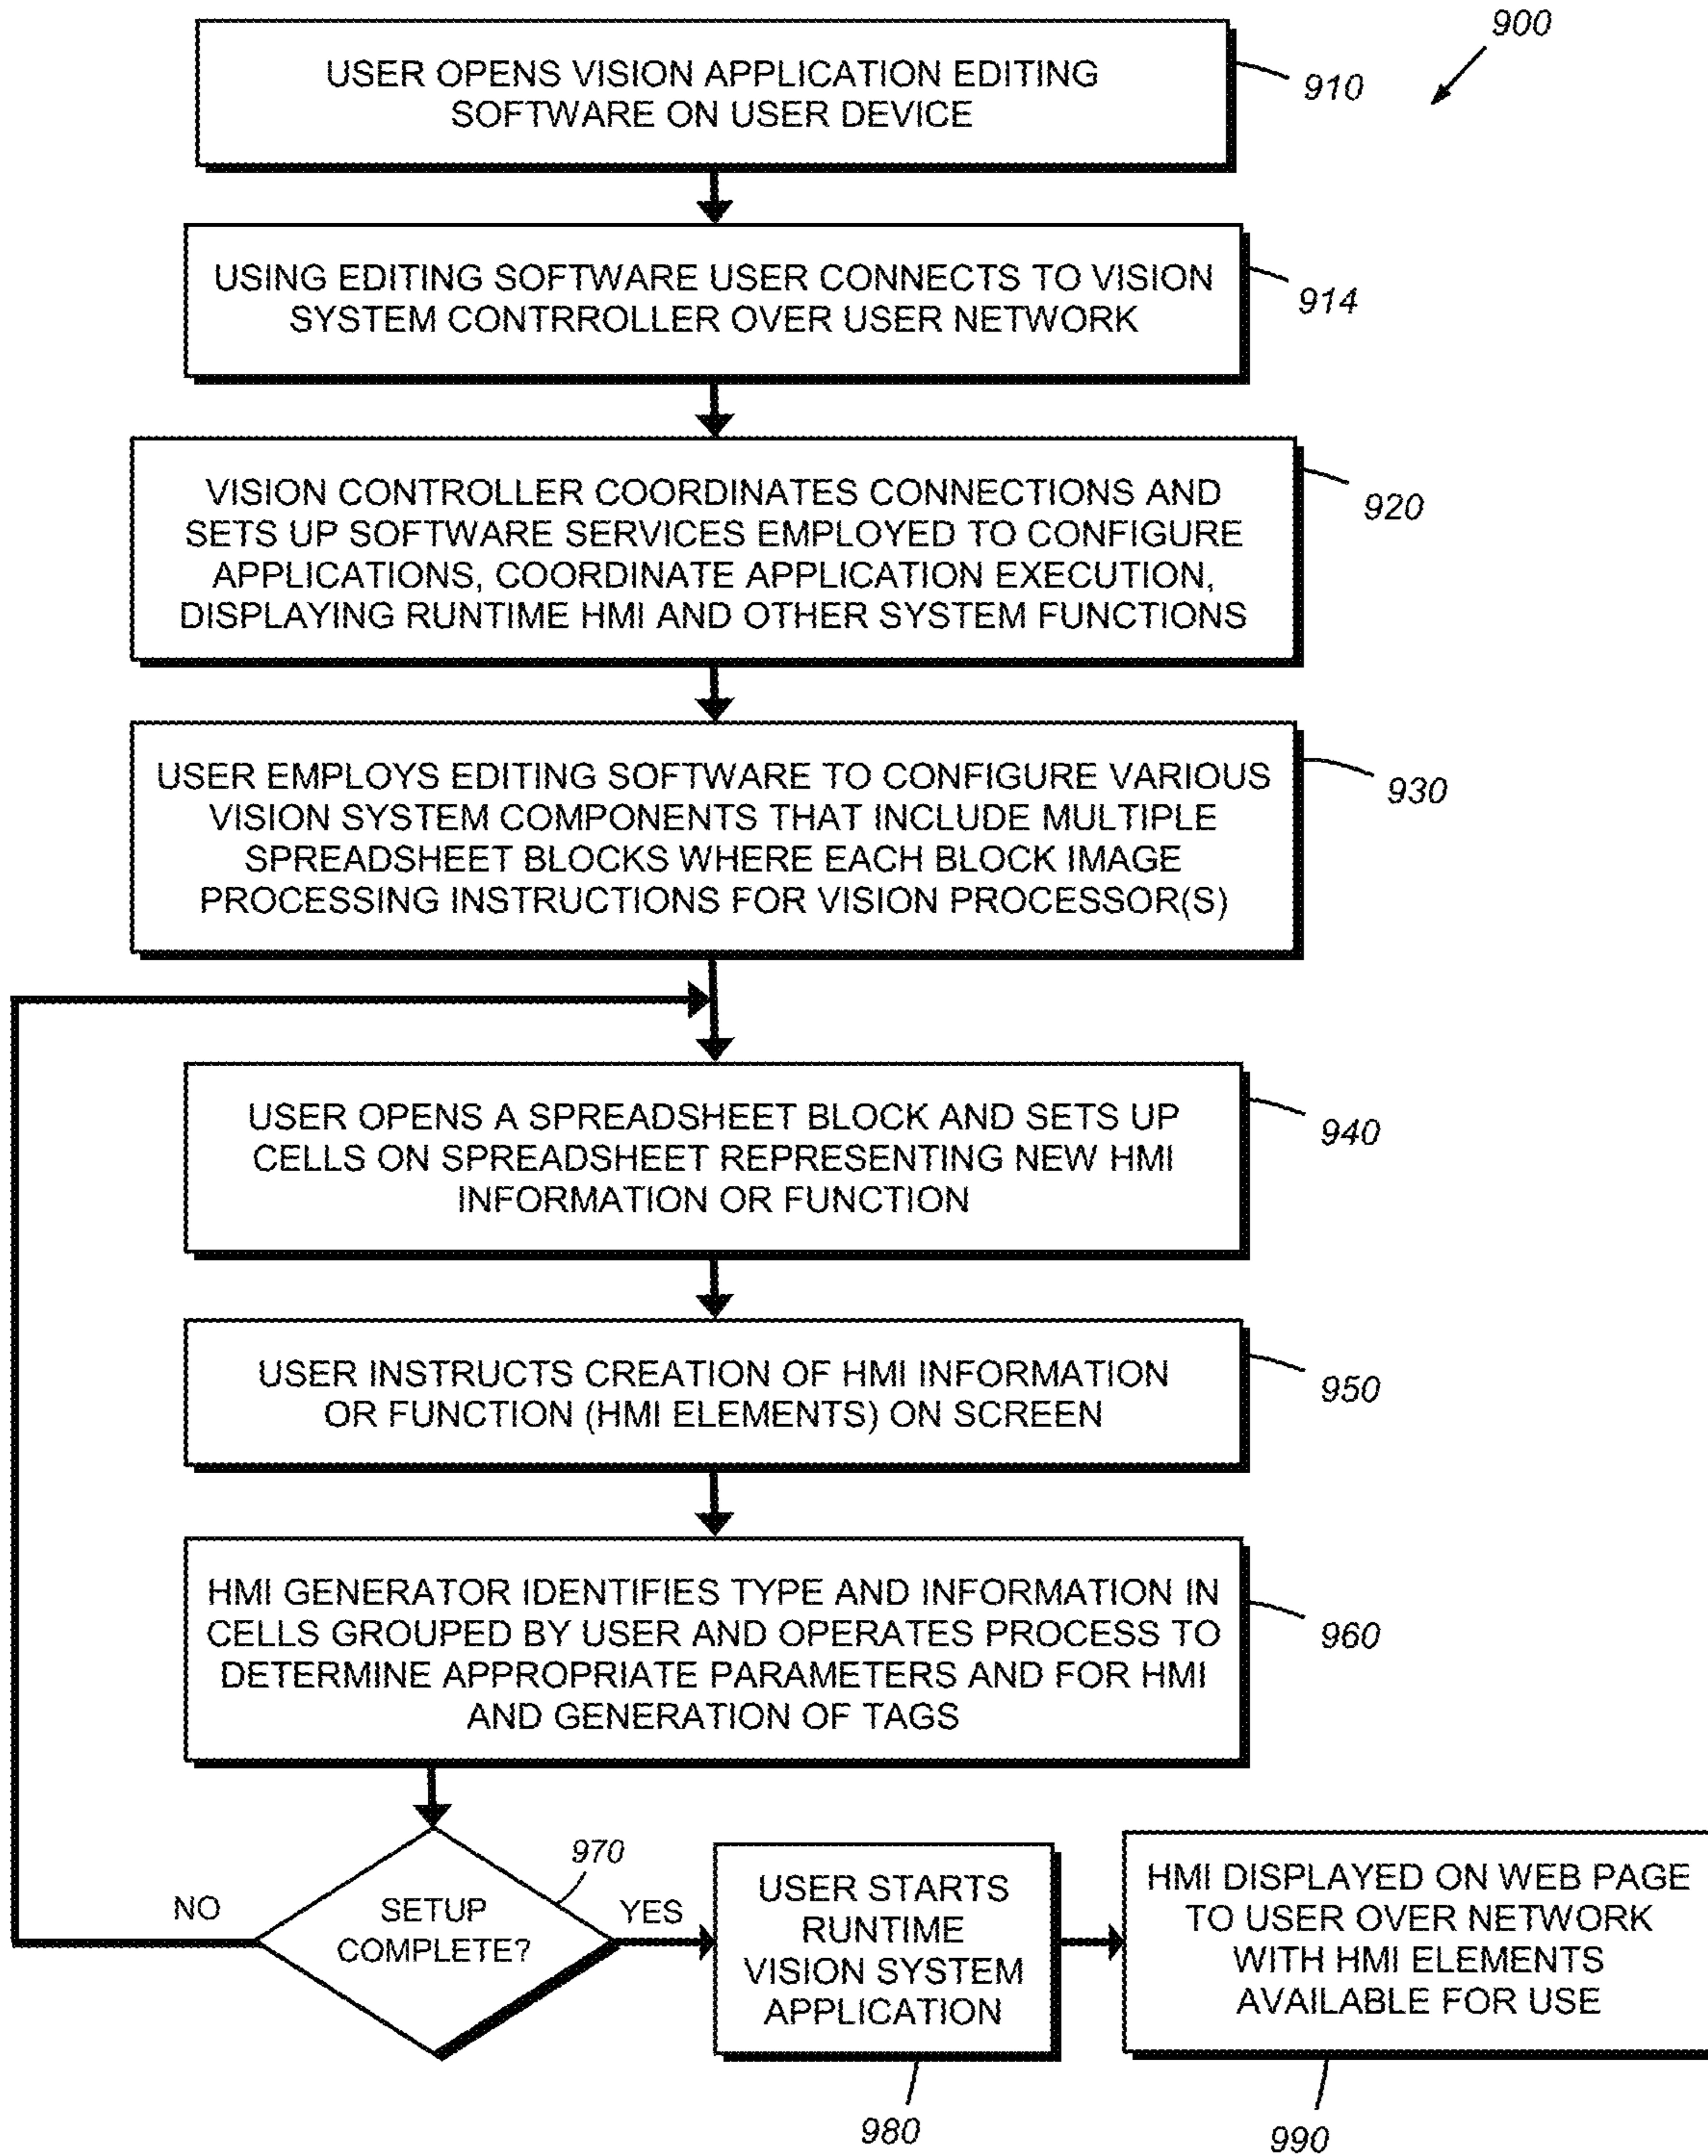 900
USER OPENS VISION APPLICATION EDITING
SOFTWARE ON USER DEVICE
910
USING EDITING SOFTWARE USER CONNECTS TO VISION
SYSTEM CONTRROLLER OVER USER NETWORK
914
VISION CONTROLLER COORDINATES CONNECTIONS AND
SETS UP SOFTWARE SERVICES EMPLOYED TO CONFIGURE
APPLICATIONS, COORDINATE APPLICATION EXECUTION,
DISPLAYING RUNTIME HMI AND OTHER SYSTEM FUNCTIONS
920
USER EMPLOYS EDITING SOFTWARE TO CONFIGURE VARIOUS
VISION SYSTEM COMPONENTS THAT INCLUDE MULTIPLE
SPREADSHEET BLOCKS WHERE EACH BLOCK IMAGE
PROCESSING INSTRUCTIONS FOR VISION PROCESSOR(S)
930
USER OPENS A SPREADSHEET BLOCK AND SETS UP
CELLS ON SPREADSHEET REPRESENTING NEW HMI
INFORMATION OR FUNCTION
940
USER INSTRUCTS CREATION OF HMI INFORMATION
OR FUNCTION (HMI ELEMENTS) ON SCREEN
950
HMI GENERATOR IDENTIFIES TYPE AND INFORMATION IN
CELLS GROUPED BY USER AND OPERATES PROCESS TO
DETERMINE APPROPRIATE PARAMETERS AND FOR HMI
AND GENERATION OF TAGS
960
SETUP
COMPLETE?
970
NO
YES
USER STARTS
RUNTIME
VISION SYSTEM
APPLICATION
980
HMI DISPLAYED ON WEB PAGE
TO USER OVER NETWORK
WITH HMI ELEMENTS
AVAILABLE FOR USE
990